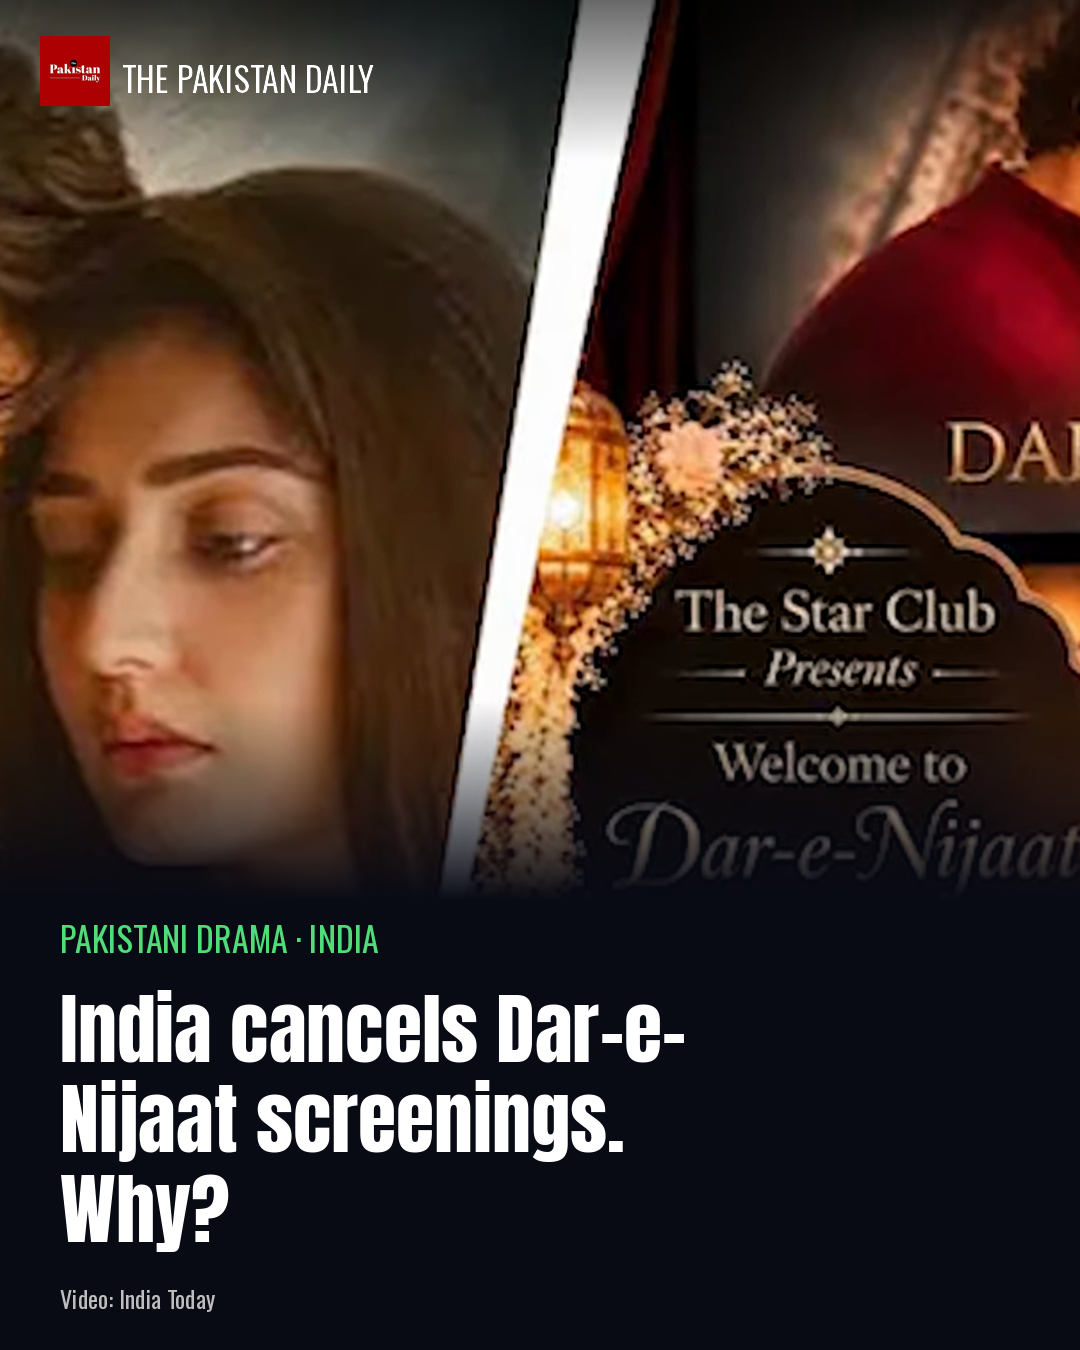 Pakistan
Daily
THE PAKISTAN DAILY
DA
The Star Club
Presents
Welcome to
Dar-e-Nijaat
PAKISTANI DRAMA · INDIA
India cancels Dar-e-
Nijaat screenings.
Why?
Video: India Today